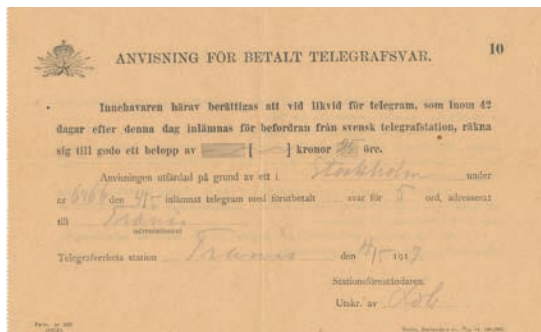 ANVISNING FÖR BETALT TELEGRAFSVAR.
10
Innehavaren härav berättigas att vid likvid för telegram, som inom 42
dagar efter denna dag inlämnas för befordran från svensk telegrafstation, räkna
sig till godo ett belopp av [ — ] kronor öre.
Anvisningen utfärdad på grund av ett i Stockholm under
nr 6466 den 4/5 inlämnat telegram med förutbetalt svar för 5 ord, adresserat
till Tranås
Telegrafverkets station Tranås den 4/5 1917.
Stationsföreståndaren.
Utskr. av